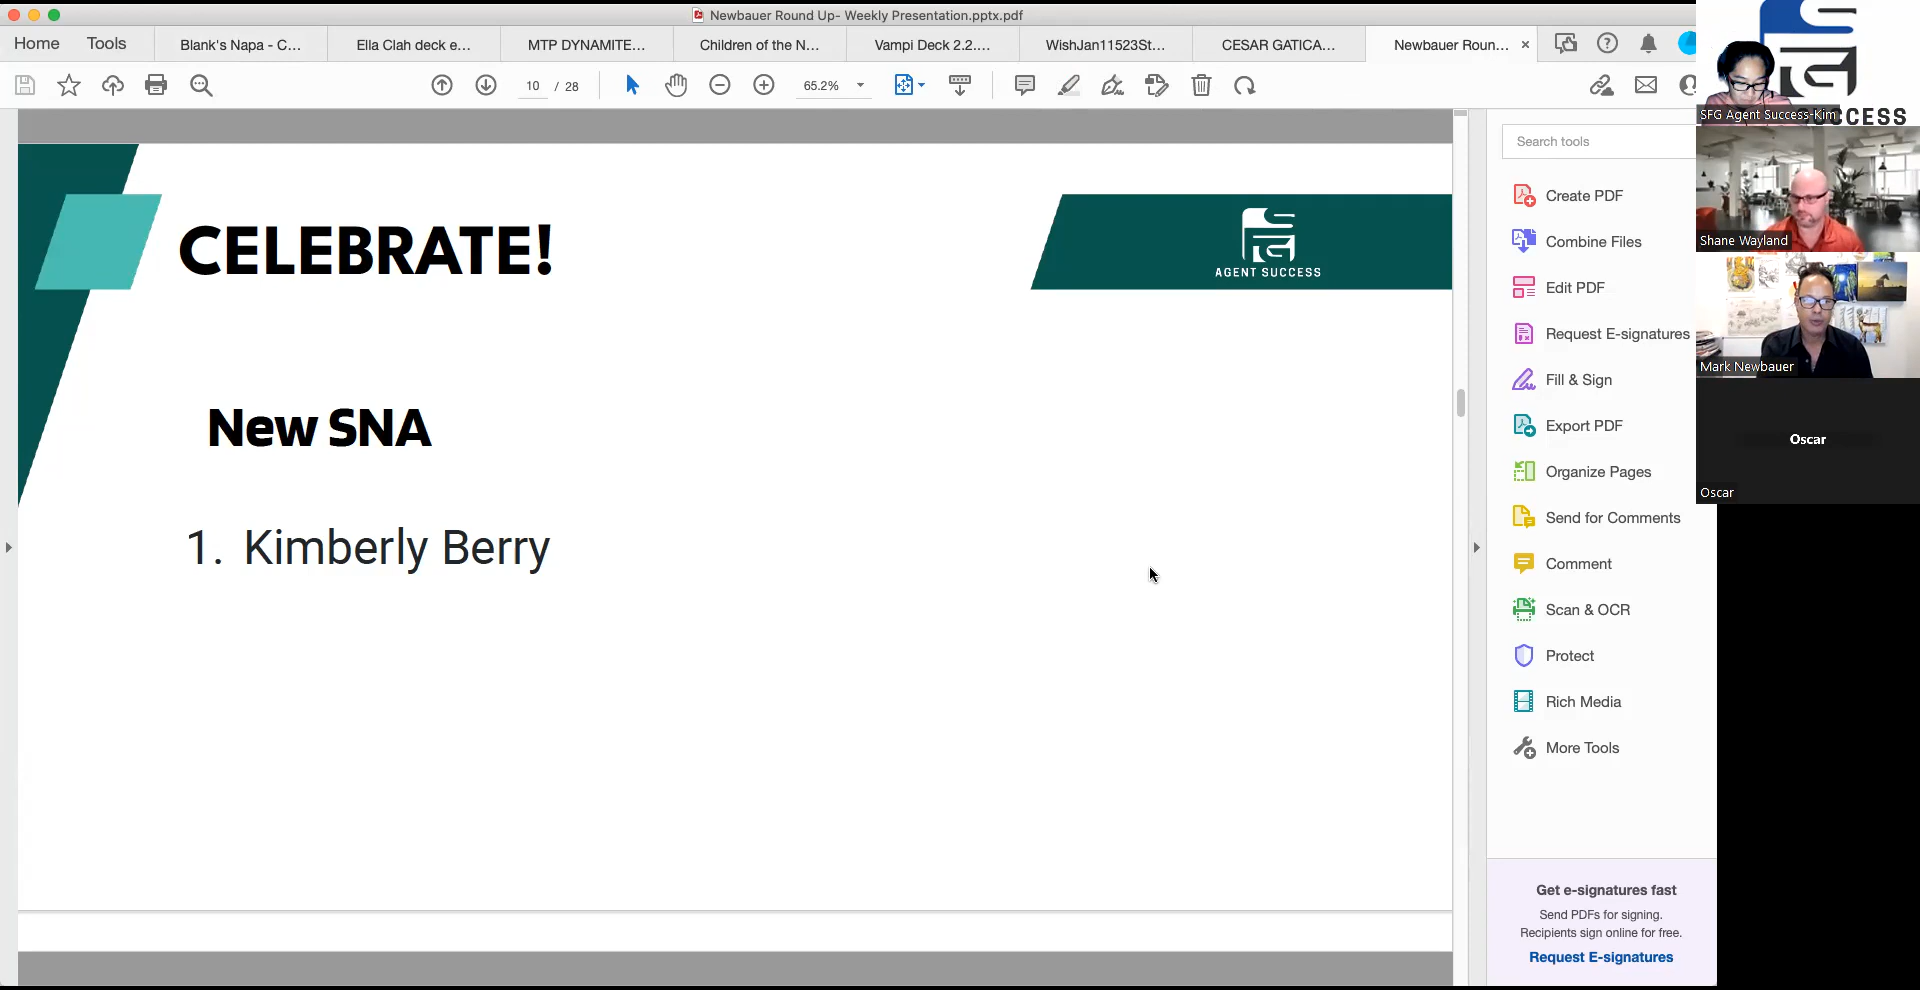 Newbauer Round Up- Weekly Presentation.pptx.pdf
Home
Tools
Blank's Napa - C...
Ella Clah deck e...
MTP DYNAMITE...
Children of the N...
Vampi Deck 2.2....
WishJan11523St...
CESAR GATICA...
Newbauer Roun...
10 / 28
65.2%
CELEBRATE!
AGENT SUCCESS
New SNA
1. Kimberly Berry
Search tools
Create PDF
Combine Files
Edit PDF
Request E-signatures
Fill & Sign
Export PDF
Organize Pages
Send for Comments
Comment
Scan & OCR
Protect
Rich Media
More Tools
Get e-signatures fast
Send PDFs for signing.
Recipients sign online for free.
Request E-signatures
SFG Agent Success-Kim
CCESS
Shane Wayland
Mark Newbauer
Oscar
Oscar